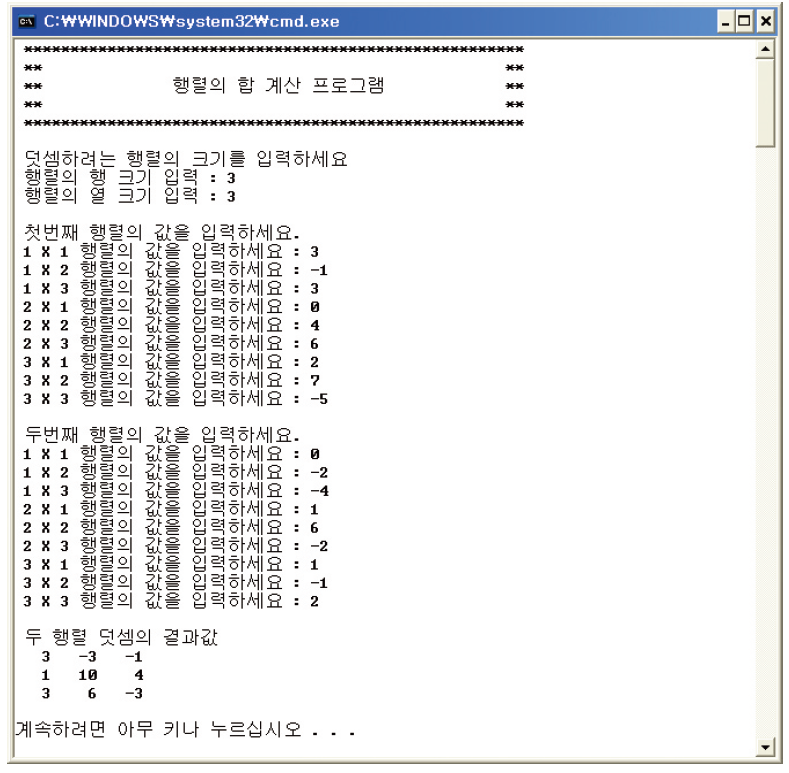 C:₩WINDOWS₩system32₩cmd.exe
******************************************************
** **
** 행렬의 합 계산 프로그램 **
** **
******************************************************
덧셈하려는 행렬의 크기를 입력하세요
행렬의 행 크기 입력 : 3
행렬의 열 크기 입력 : 3
첫번째 행렬의 값을 입력하세요.
1 X 1 행렬의 값을 입력하세요 : 3
1 X 2 행렬의 값을 입력하세요 : -1
1 X 3 행렬의 값을 입력하세요 : 3
2 X 1 행렬의 값을 입력하세요 : 0
2 X 2 행렬의 값을 입력하세요 : 4
2 X 3 행렬의 값을 입력하세요 : 6
3 X 1 행렬의 값을 입력하세요 : 2
3 X 2 행렬의 값을 입력하세요 : 7
3 X 3 행렬의 값을 입력하세요 : -5
두번째 행렬의 값을 입력하세요.
1 X 1 행렬의 값을 입력하세요 : 0
1 X 2 행렬의 값을 입력하세요 : -2
1 X 3 행렬의 값을 입력하세요 : -4
2 X 1 행렬의 값을 입력하세요 : 1
2 X 2 행렬의 값을 입력하세요 : 6
2 X 3 행렬의 값을 입력하세요 : -2
3 X 1 행렬의 값을 입력하세요 : 1
3 X 2 행렬의 값을 입력하세요 : -1
3 X 3 행렬의 값을 입력하세요 : 2
두 행렬 덧셈의 결과값
3 -3 -1
1 10 4
3 6 -3
계속하려면 아무 키나 누르십시오 . . .